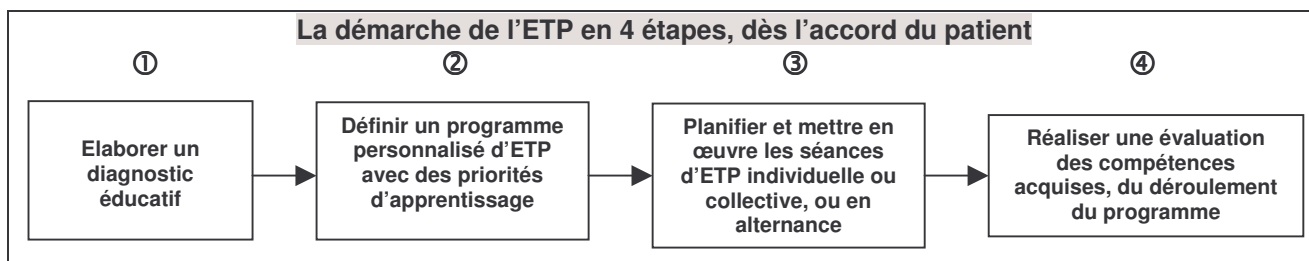 La démarche de l'ETP en 4 étapes, dès l'accord du patient
①
②
③
④
Elaborer un
diagnostic
éducatif
Définir un programme
personnalisé d'ETP
avec des priorités
d'apprentissage
Planifier et mettre en
œuvre les séances
d'ETP individuelle ou
collective, ou en
alternance
Réaliser une évaluation
des compétences
acquises, du déroulement
du programme